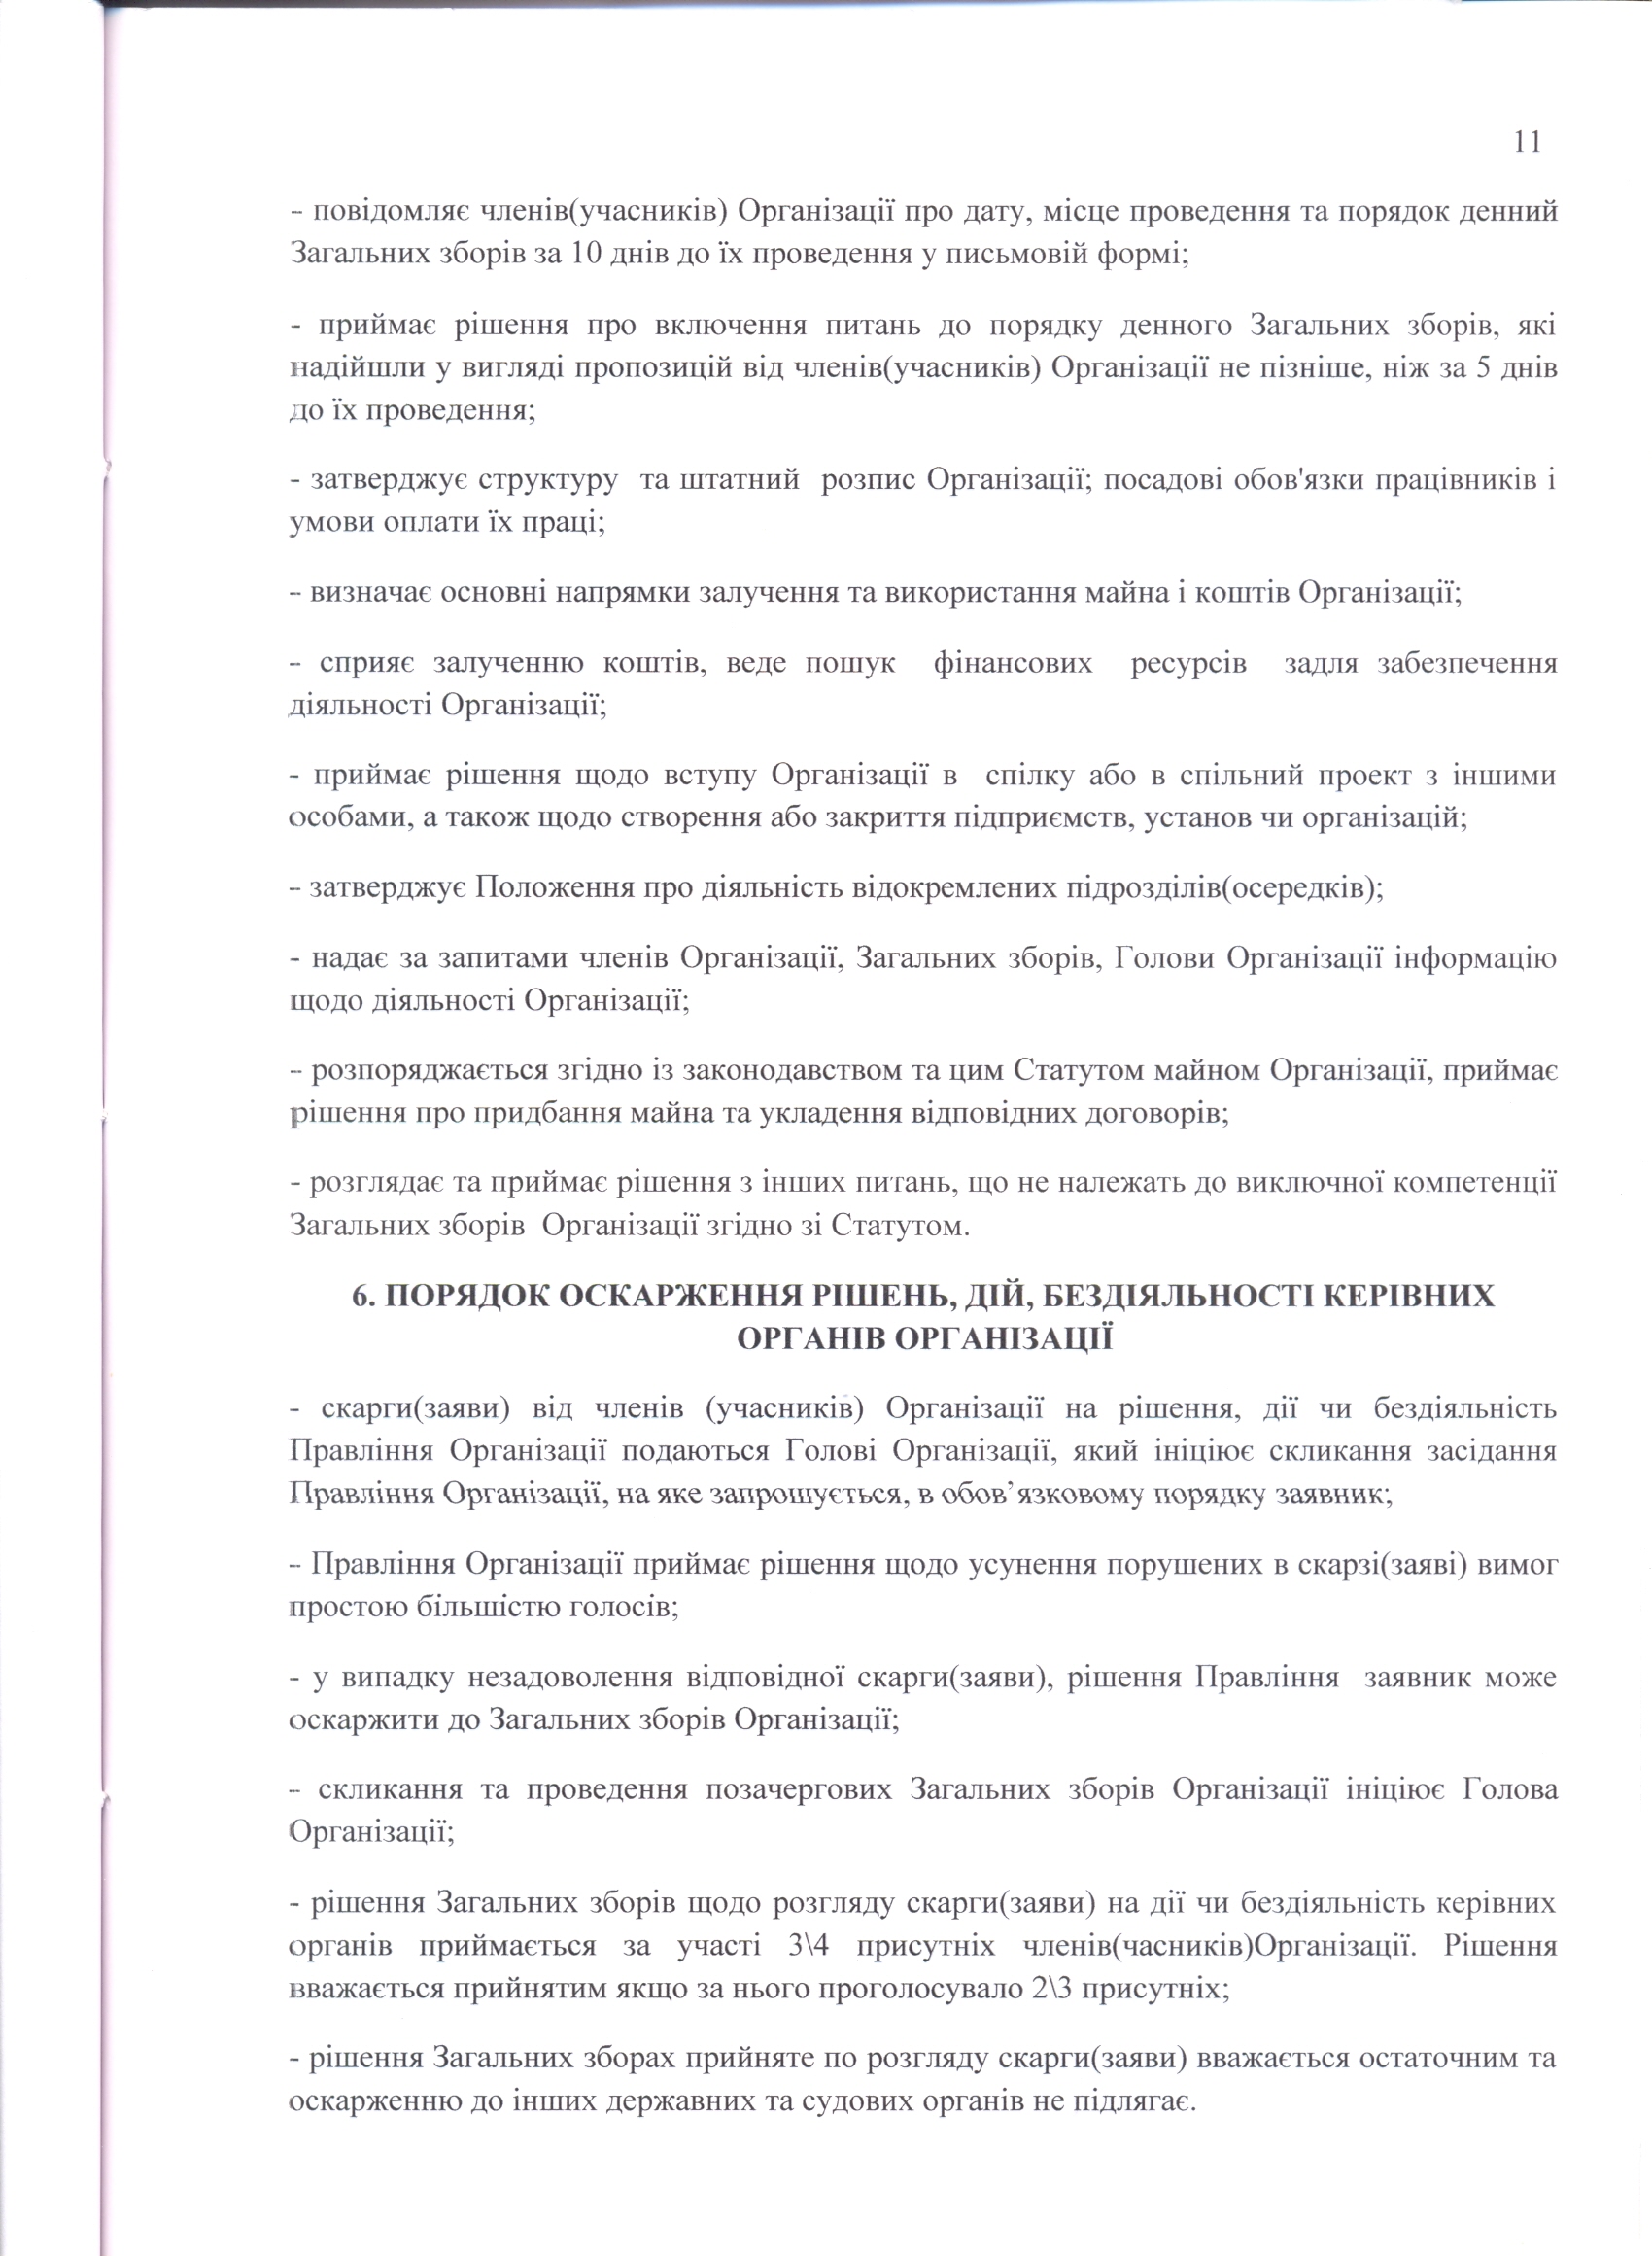 11
- повідомляє членів(учасників) Організації про дату, місце проведення та порядок денний
Загальних зборів за 10 днів до їх проведення у письмовій формі;
- приймає рішення про включення питань до порядку денного Загальних зборів, які
надійшли у вигляді пропозицій від членів(учасників) Організації не пізніше, ніж за 5 днів
до їх проведення;
- затверджує структуру та штатний розпис Організації; посадові обов'язки працівників і
умови оплати їх праці;
- визначає основні напрямки залучення та використання майна і коштів Організації;
- сприяє залученню коштів, веде пошук фінансових ресурсів задля забезпечення
діяльності Організації;
- приймає рішення щодо вступу Організації в спілку або в спільний проект з іншими
особами, а також щодо створення або закриття підприємств, установ чи організацій;
- затверджує Положення про діяльність відокремлених підрозділів(осередків);
- надає за запитами членів Організації, Загальних зборів, Голови Організації інформацію
щодо діяльності Організації;
- розпоряджається згідно із законодавством та цим Статутом майном Організації, приймає
рішення про придбання майна та укладення відповідних договорів;
- розглядає та приймає рішення з інших питань, що не належать до виключної компетенції
Загальних зборів Організації згідно зі Статутом.
6. ПОРЯДОК ОСКАРЖЕННЯ РІШЕНЬ, ДІЙ, БЕЗДІЯЛЬНОСТІ КЕРІВНИХ
ОРГАНІВ ОРГАНІЗАЦІЇ
- скарги(заяви) від членів (учасників) Організації на рішення, дії чи бездіяльність
Правління Організації подаються Голові Організації, який ініціює скликання засідання
Правління Організації, на яке запрошується, в обов’язковому порядку заявник;
- Правління Організації приймає рішення щодо усунення порушених в скарзі(заяві) вимог
простою більшістю голосів;
- у випадку незадоволення відповідної скарги(заяви), рішення Правління заявник може
оскаржити до Загальних зборів Організації;
- скликання та проведення позачергових Загальних зборів Організації ініціює Голова
Організації;
- рішення Загальних зборів щодо розгляду скарги(заяви) на дії чи бездіяльність керівних
органів приймається за участі 3\4 присутніх членів(часників)Організації. Рішення
вважається прийнятим якщо за нього проголосувало 2\3 присутніх;
- рішення Загальних зборах прийняте по розгляду скарги(заяви) вважається остаточним та
оскарженню до інших державних та судових органів не підлягає.